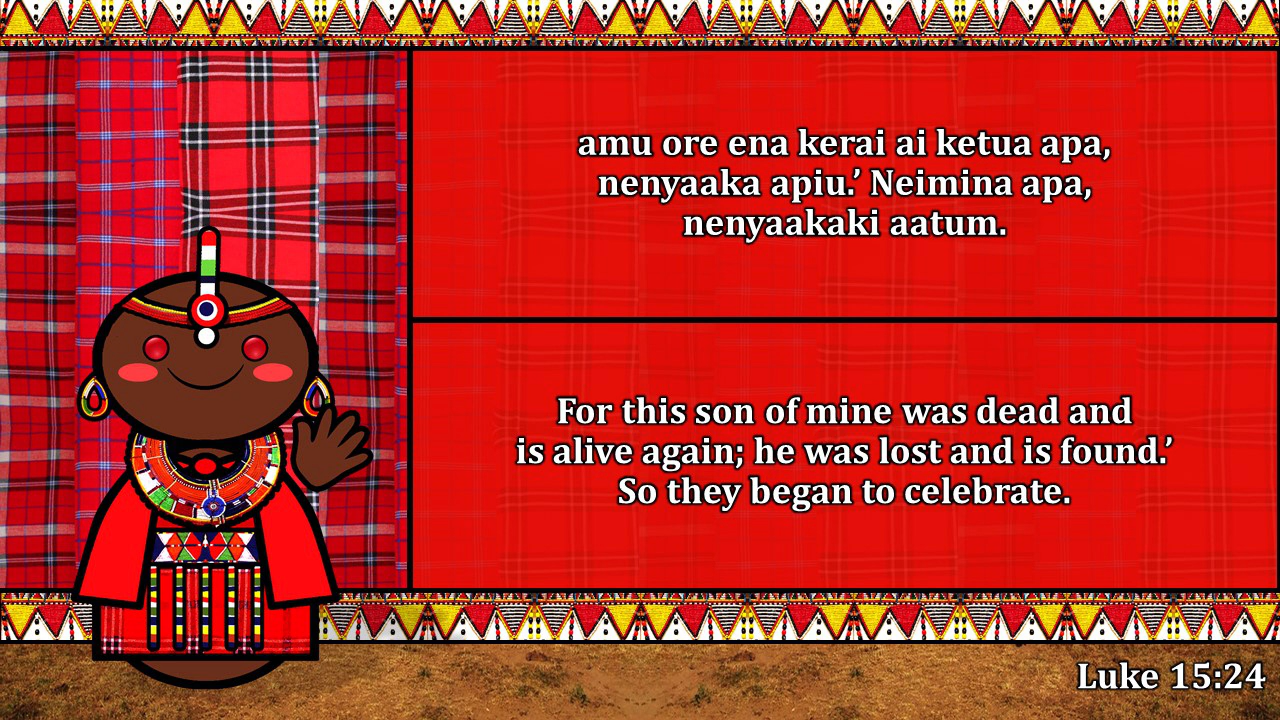 amu ore ena kerai ai ketua apa,
nenyaaka apiu.’ Neimina apa,
nenyaakaki aatum.
For this son of mine was dead and
is alive again; he was lost and is found.’
So they began to celebrate.
Luke 15:24